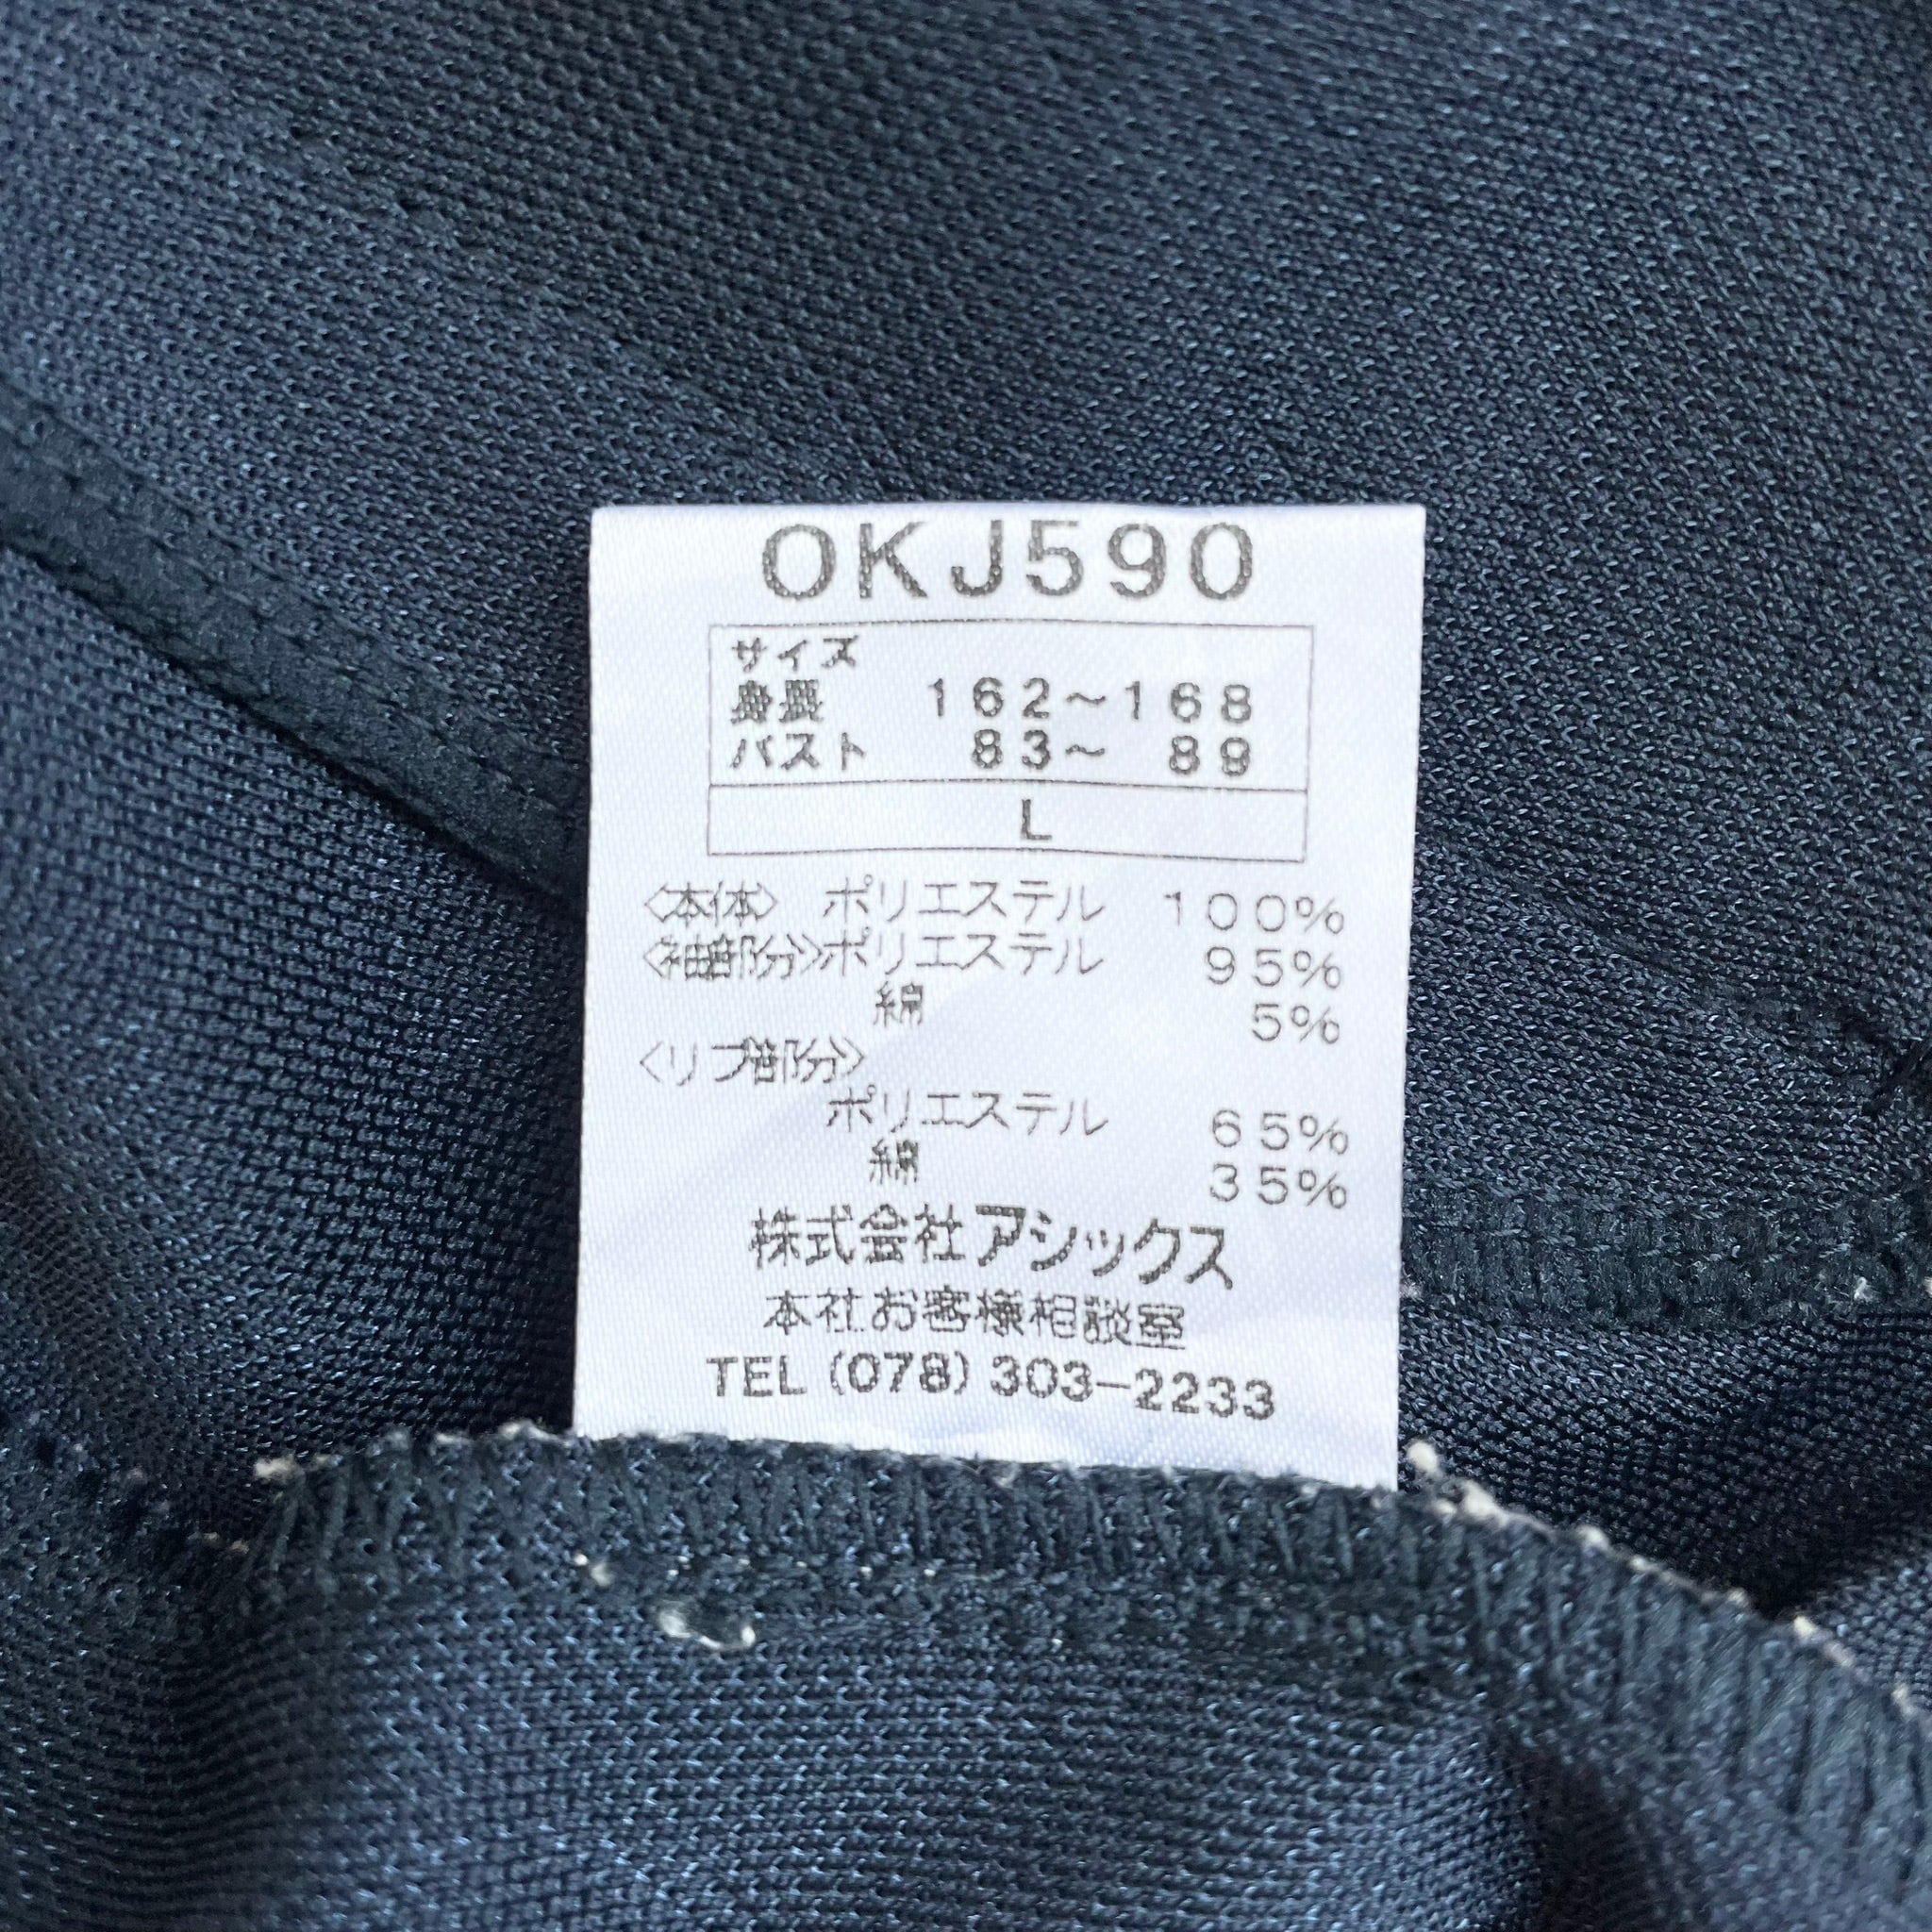 OKJ590
サイズ
身長 162〜168
バスト 83〜 89
L
〈本体〉 ポリエステル 100%
〈袖部分〉ポリエステル 95%
綿 5%
〈リブ部分〉
ポリエステル 65%
綿 35%
株式会社アシックス
本社お客様相談室
TEL (078) 303-2233